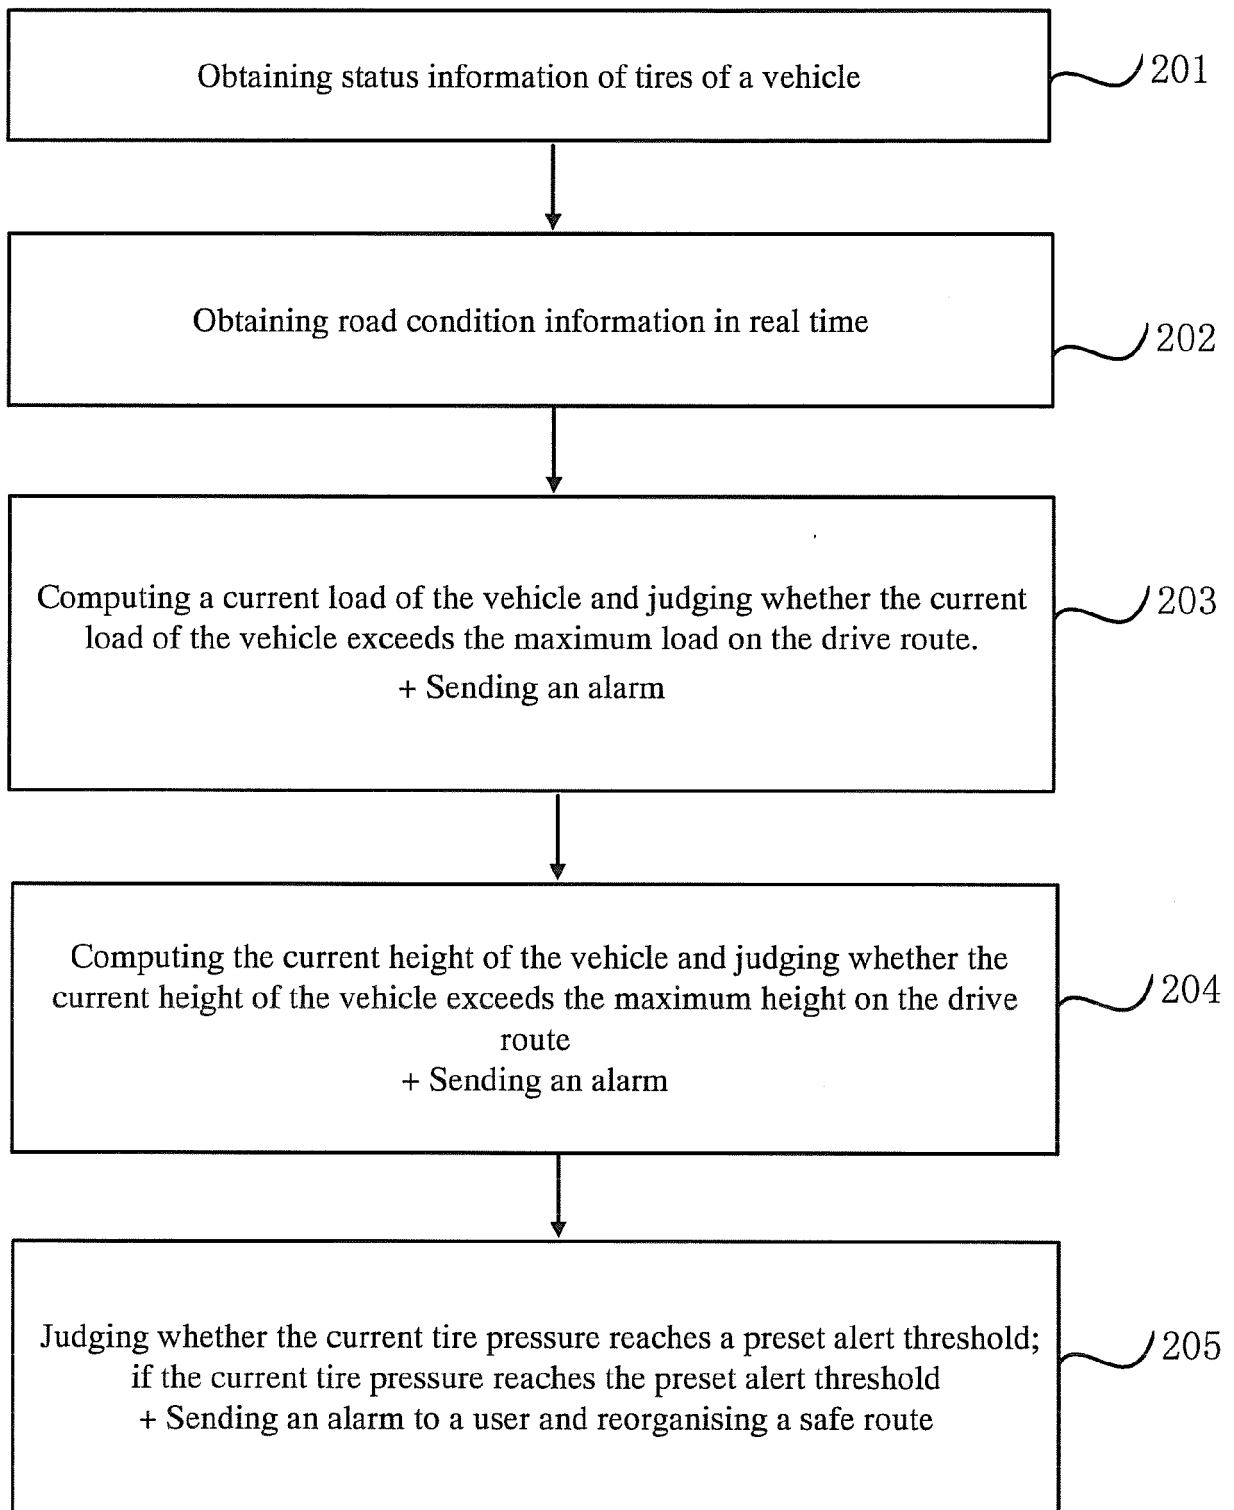 Obtaining status information of tires of a vehicle
201
Obtaining road condition information in real time
202
Computing a current load of the vehicle and judging whether the current
load of the vehicle exceeds the maximum load on the drive route.
+ Sending an alarm
203
Computing the current height of the vehicle and judging whether the
current height of the vehicle exceeds the maximum height on the drive
route
+ Sending an alarm
204
Judging whether the current tire pressure reaches a preset alert threshold;
if the current tire pressure reaches the preset alert threshold
+ Sending an alarm to a user and reorganising a safe route
205